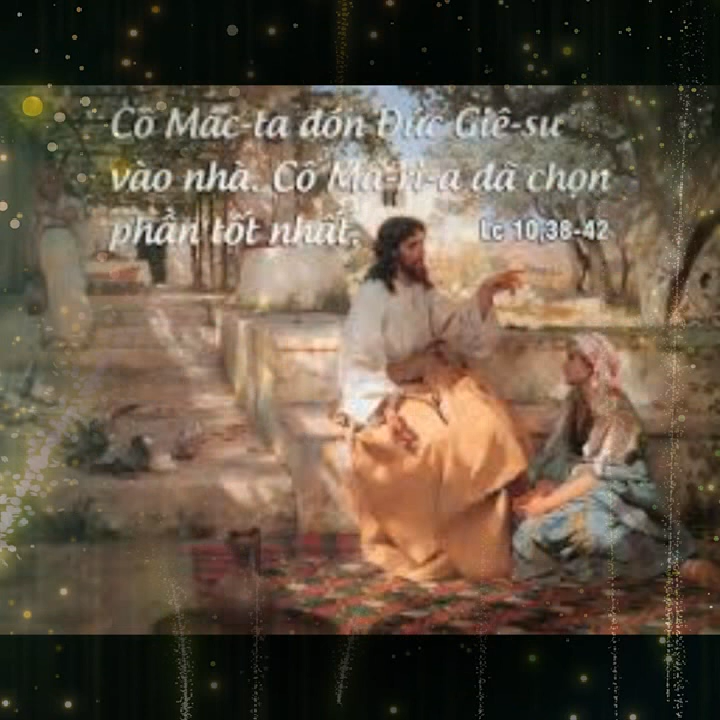 Cô Mác-ta đón Đức Giê-su
vào nhà. Cô Ma-ri-a đã chọn
phần tốt nhất.
Lc 10,38-42